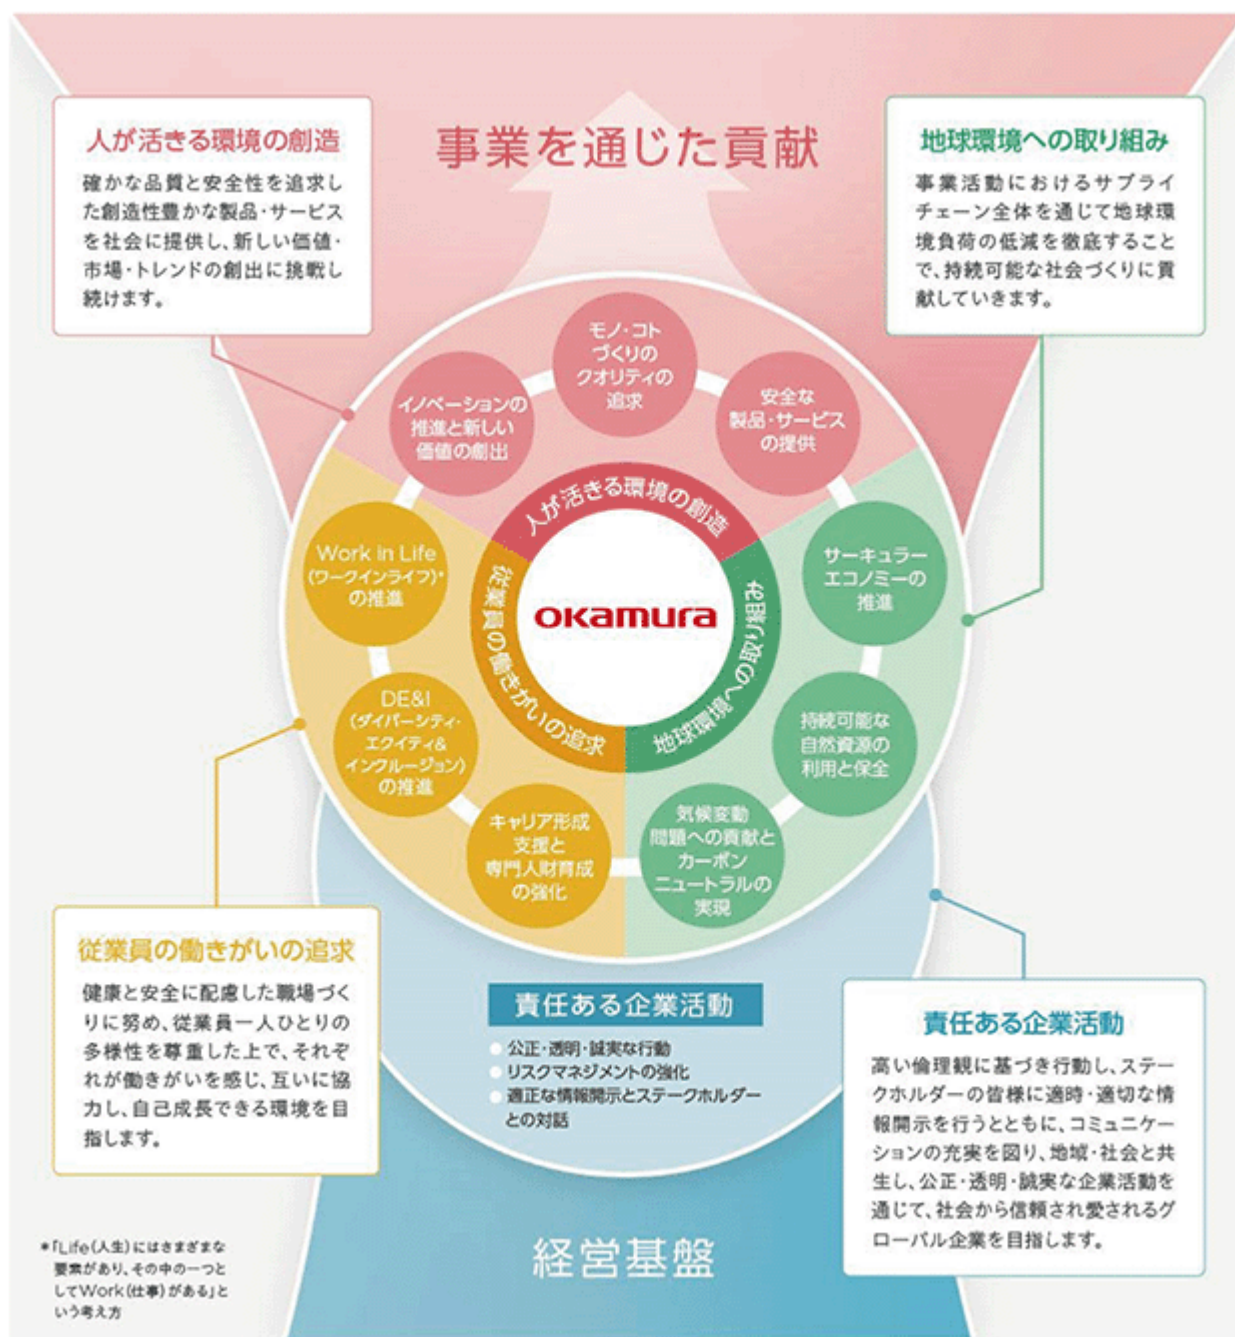 事業を通じた貢献
人が活きる環境の創造
確かな品質と安全性を追求し
た創造性豊かな製品・サービス
を社会に提供し、新しい価値・
市場・トレンドの創出に挑戦し
続けます。
地球環境への取り組み
事業活動におけるサプライ
チェーン全体を通じて地球環
境負荷の低減を徹底すること
で、持続可能な社会づくりに貢
献していきます。
モノ・コト
づくりの
クオリティの
追求
イノベーションの
推進と新しい
価値の創出
安全な
製品・サービス
の提供
人が活きる環境の創造
Work in Life
(ワークインライフ)*
の推進
サーキュラー
エコノミーの
推進
従業員の働きがいの追求
okamura
地球環境への取り組み
DE&I
(ダイバーシティ・
エクイティ&
インクルージョン)
の推進
持続可能な
自然資源の
利用と保全
キャリア形成
支援と
専門人財育成
の強化
気候変動
問題への貢献と
カーボン
ニュートラルの
実現
従業員の働きがいの追求
健康と安全に配慮した職場づく
りに努め、従業員一人ひとりの
多様性を尊重した上で、それぞ
れが働きがいを感じ、互いに協
力し、自己成長できる環境を目
指します。
責任ある企業活動
公正・透明・誠実な行動
リスクマネジメントの強化
適正な情報開示とステークホルダー
との対話
責任ある企業活動
高い倫理観に基づき行動し、ステー
クホルダーの皆様に適時・適切な情
報開示を行うとともに、コミュニケー
ションの充実を図り、地域・社会と共
生し、公正・透明・誠実な企業活動を
通じて、社会から信頼され愛されるグ
ローバル企業を目指します。
経営基盤
*「Life(人生)にはさまざまな
要素があり、その中の一つと
してWork(仕事)がある」と
いう考え方